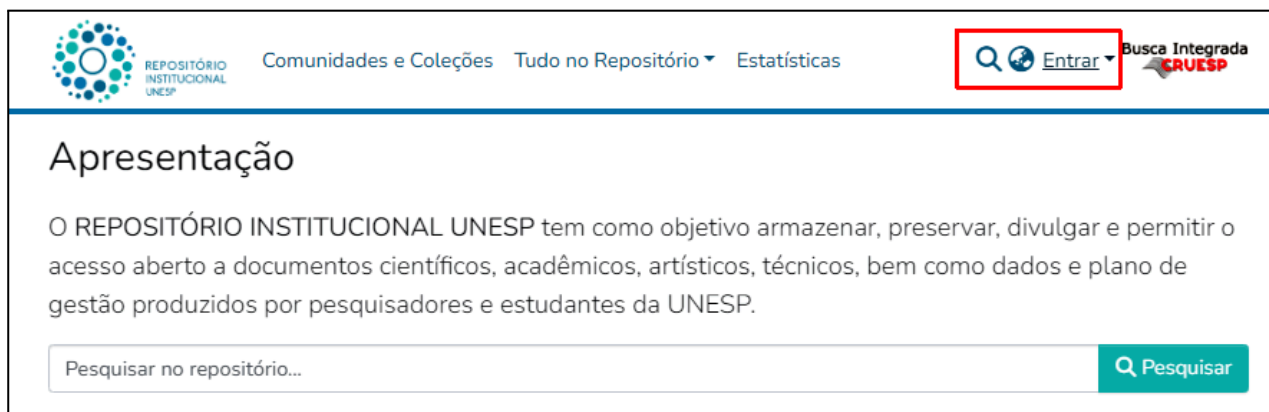 REPOSITÓRIO
INSTITUCIONAL
UNESP
Comunidades e Coleções Tudo no Repositório Estatísticas
Entrar
Busca Integrada
CRUESP
Apresentação
O REPOSITÓRIO INSTITUCIONAL UNESP tem como objetivo armazenar, preservar, divulgar e permitir o
acesso aberto a documentos científicos, acadêmicos, artísticos, técnicos, bem como dados e plano de
gestão produzidos por pesquisadores e estudantes da UNESP.
Pesquisar no repositório...
Pesquisar